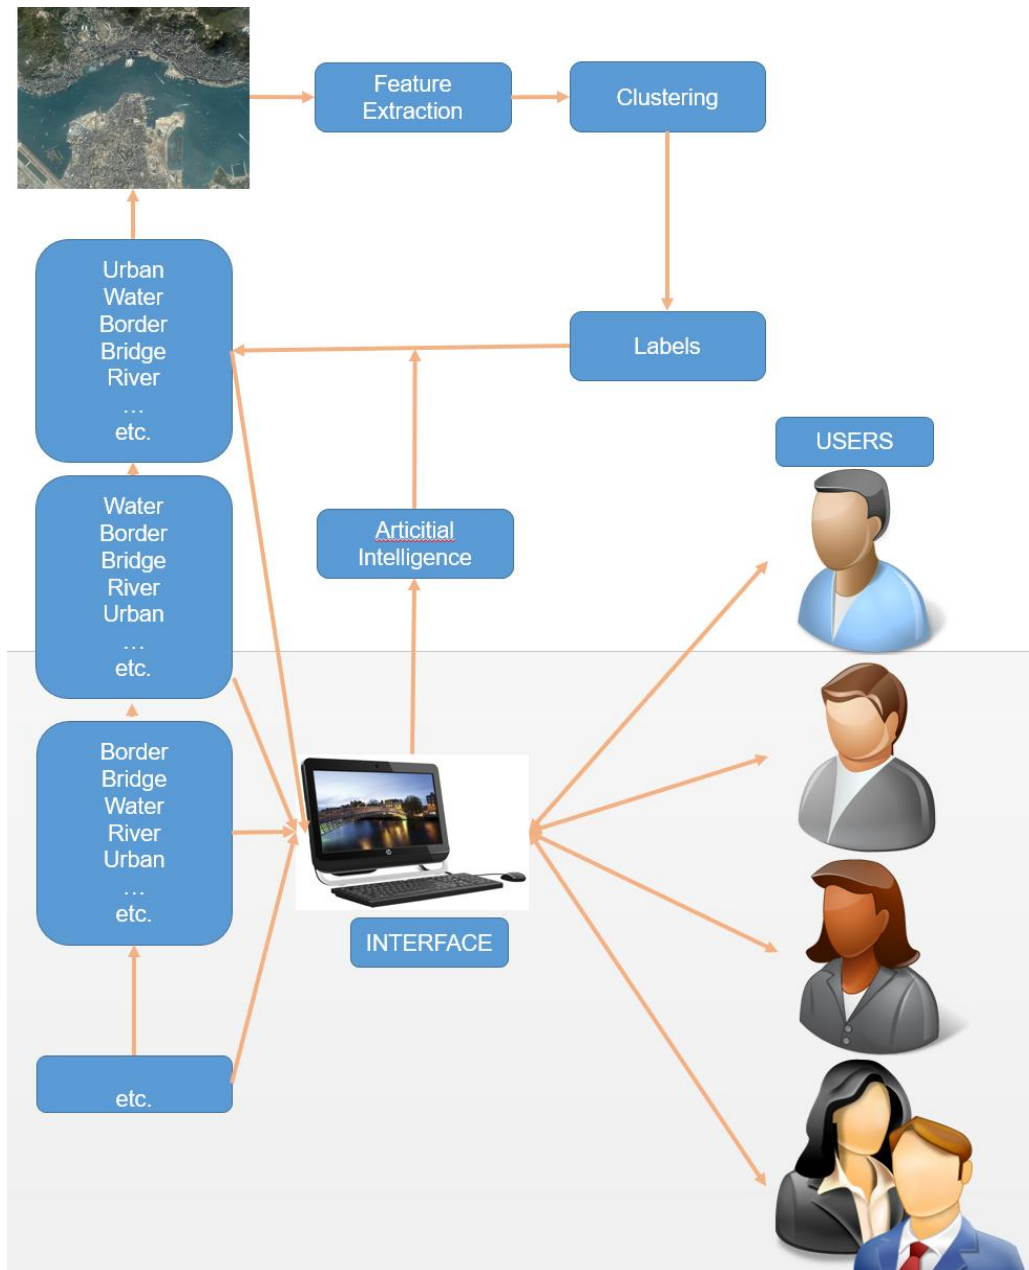 Feature
Extraction
Clustering
Urban
Water
Border
Bridge
River
...
etc.
Labels
USERS
Water
Border
Bridge
River
Urban
...
etc.
Articitial
Intelligence
Border
Bridge
Water
River
Urban
...
etc.
INTERFACE
etc.